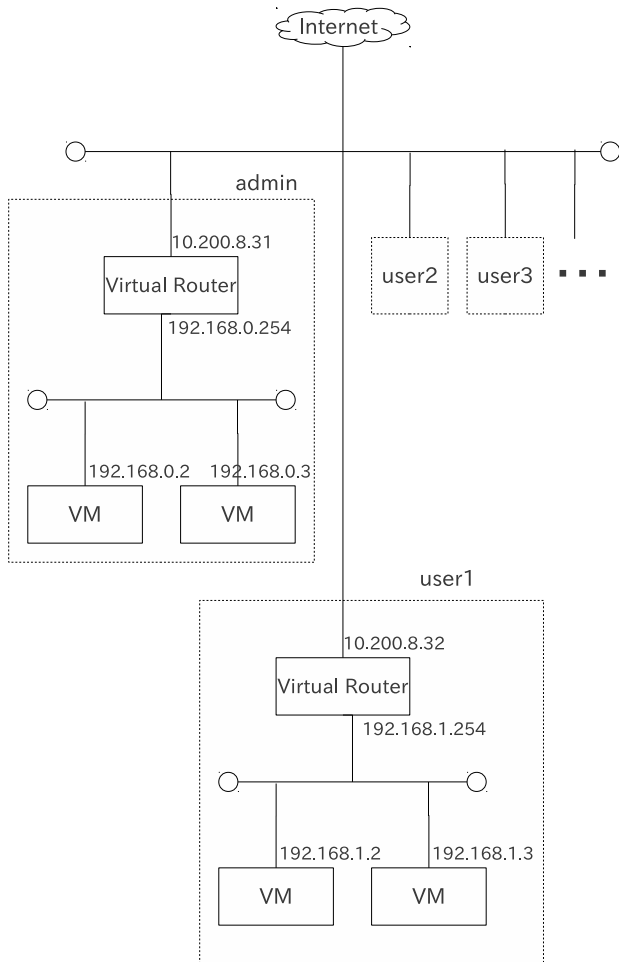 Internet
admin
10.200.8.31
Virtual Router
192.168.0.254
user2
user3
192.168.0.2
192.168.0.3
VM
VM
user1
10.200.8.32
Virtual Router
192.168.1.254
192.168.1.2
192.168.1.3
VM
VM